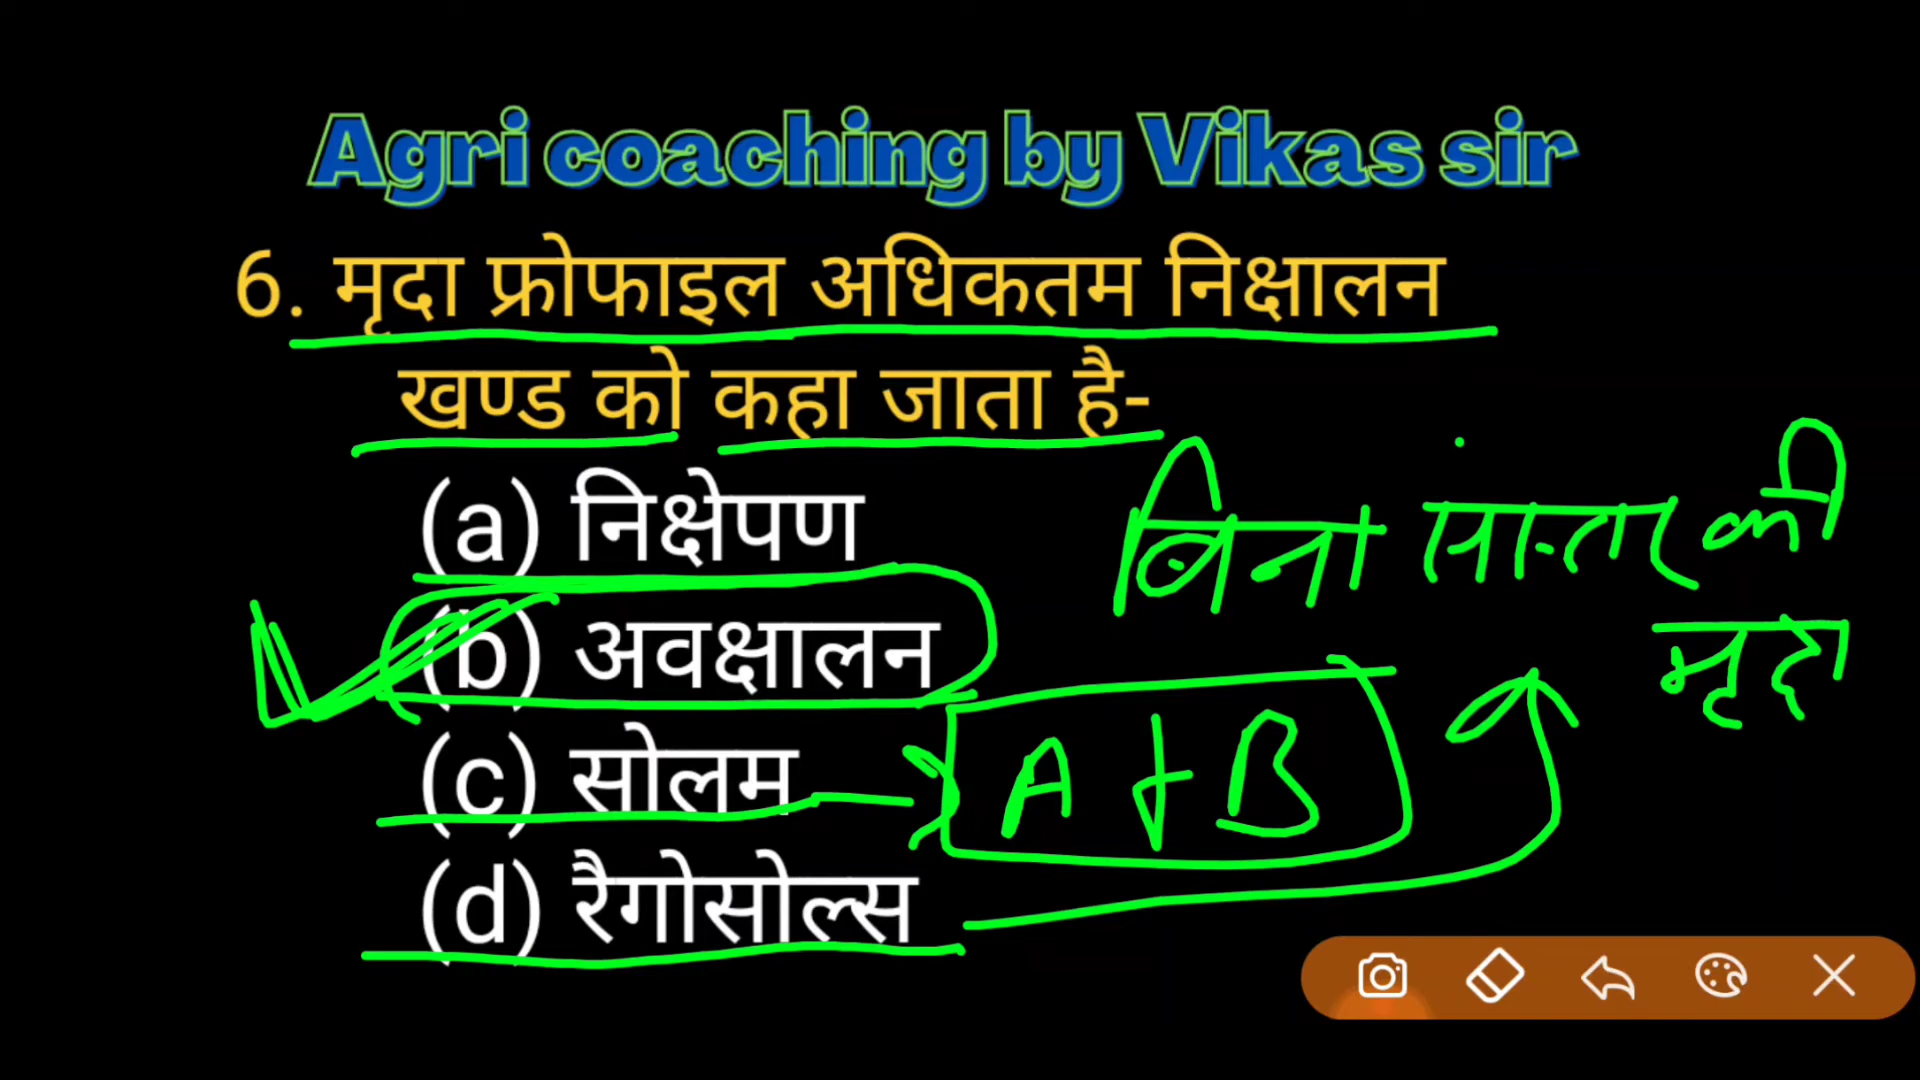 Agri coaching by Vikas sir
6. मृदा फ्रोफाइल अधिकतम निक्षालन
खण्ड को कहा जाता है-
(a) निक्षेपण
(b) अवक्षालन
(c) सोलम
(d) रैगोसोल्स
बिना
की
मृदा
A + B